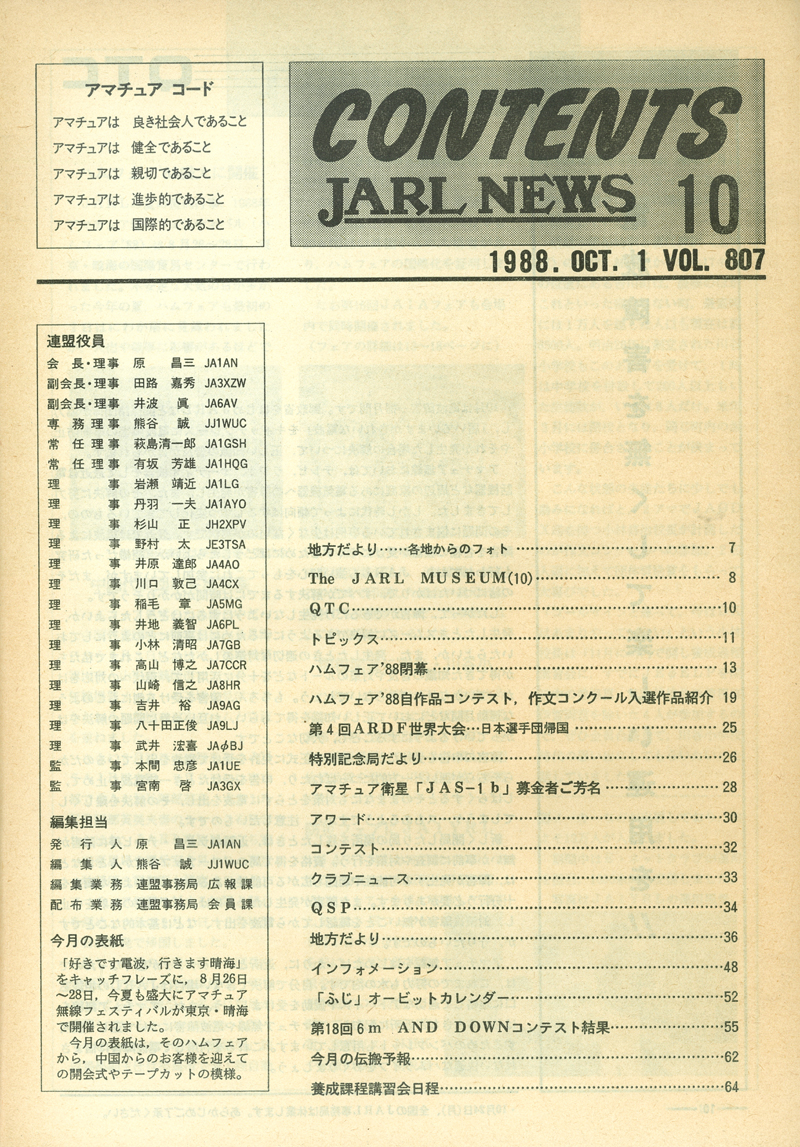 アマチュア コード
アマチュアは 良き社会人であること
アマチュアは 健全であること
アマチュアは 親切であること
アマチュアは 進歩的であること
アマチュアは 国際的であること
CONTENTS
JARL NEWS 10
1988. OCT. 1 VOL. 807
連盟役員
会長・理事 原 昌三 JA1AN
副会長・理事 田路 嘉秀 JA3XZW
副会長・理事 井波 眞 JA6AV
専務理事 熊谷 誠 JJ1WUC
常任理事 萩島清一郎 JA1GSH
常任理事 有坂 芳雄 JA1HQG
理事 岩瀬 靖近 JA1LG
理事 丹羽 一夫 JA1AYO
理事 杉山 正 JH2XPV
理事 野村 太 JE3TSA
理事 井原 達郎 JA4AO
理事 川口 敦己 JA4CX
理事 稲毛 章 JA5MG
理事 井地 義智 JA6PL
理事 小林 清昭 JA7GB
理事 高山 博之 JA7CCR
理事 山崎 信之 JA8HR
理事 吉井 裕 JA9AG
理事 八十田正俊 JA9LJ
理事 武井 浤喜 JAφBJ
監事 本間 忠彦 JA1UE
監事 宮南 啓 JA3GX
編集担当
発行人 原 昌三 JA1AN
編集人 熊谷 誠 JJ1WUC
編集業務 連盟事務局 広報課
配布業務 連盟事務局 会員課
今月の表紙
「好きです電波，行きます晴海」
をキャッチフレーズに，8月26日
〜28日，今夏も盛大にアマチュア
無線フェスティバルが東京・晴海
で開催されました。
今月の表紙は，そのハムフェア
から，中国からのお客様を迎えて
の開会式やテープカットの模様。
地方だより……各地からのフォト…… 7
The JARL MUSEUM(10)…… 8
QTC……10
トピックス……11
ハムフェア'88閉幕…… 13
ハムフェア'88自作品コンテスト，作文コンクール入選作品紹介 19
第4回ARDF世界大会…日本選手団帰国…… 25
特別記念局だより……26
アマチュア衛星「JAS-1b」募金者ご芳名……28
アワード……30
コンテスト……32
クラブニュース……33
QSP……34
地方だより……36
インフォメーション……48
「ふじ」オービットカレンダー……52
第18回6m AND DOWNコンテスト結果……55
今月の伝搬予報……62
養成課程講習会日程……64